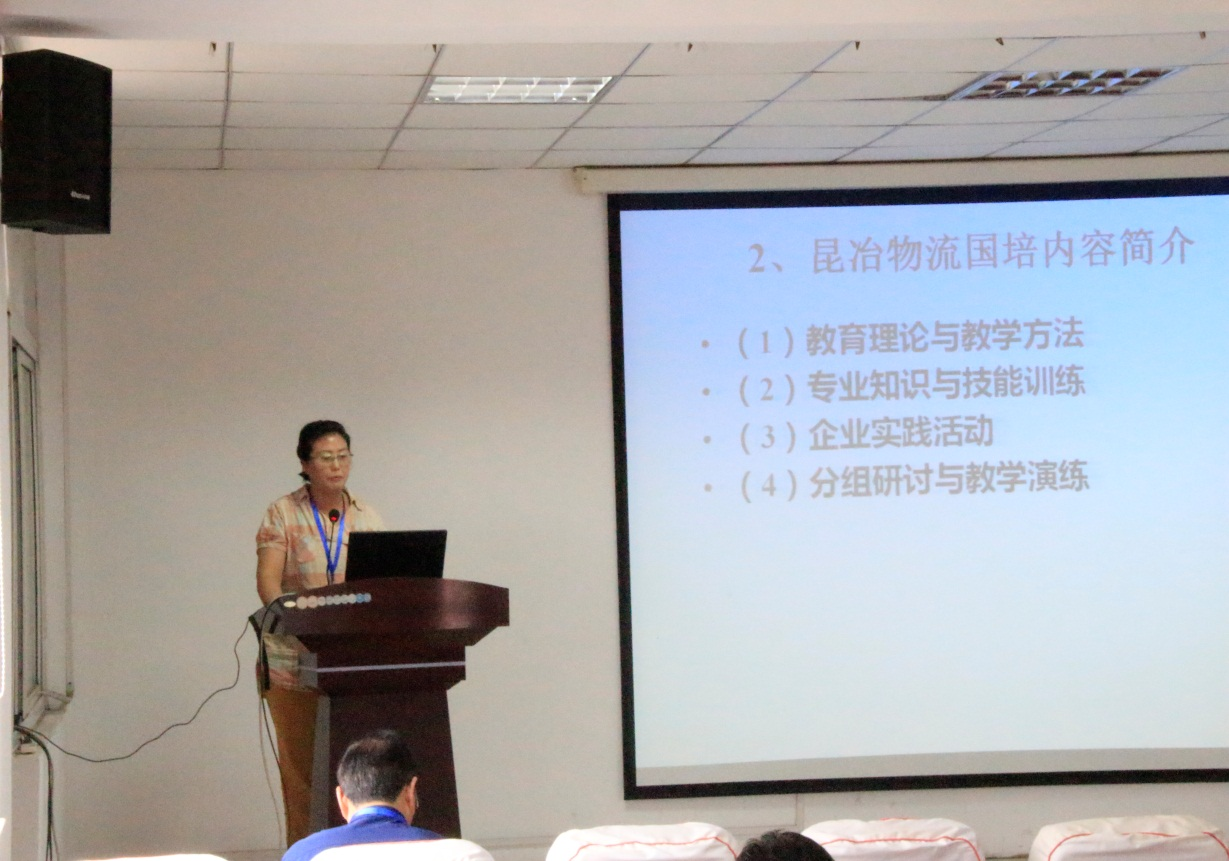 2、昆冶物流国培内容简介
• （1）教育理论与教学方法
• （2）专业知识与技能训练
• （3）企业实践活动
• （4）分组研讨与教学演练